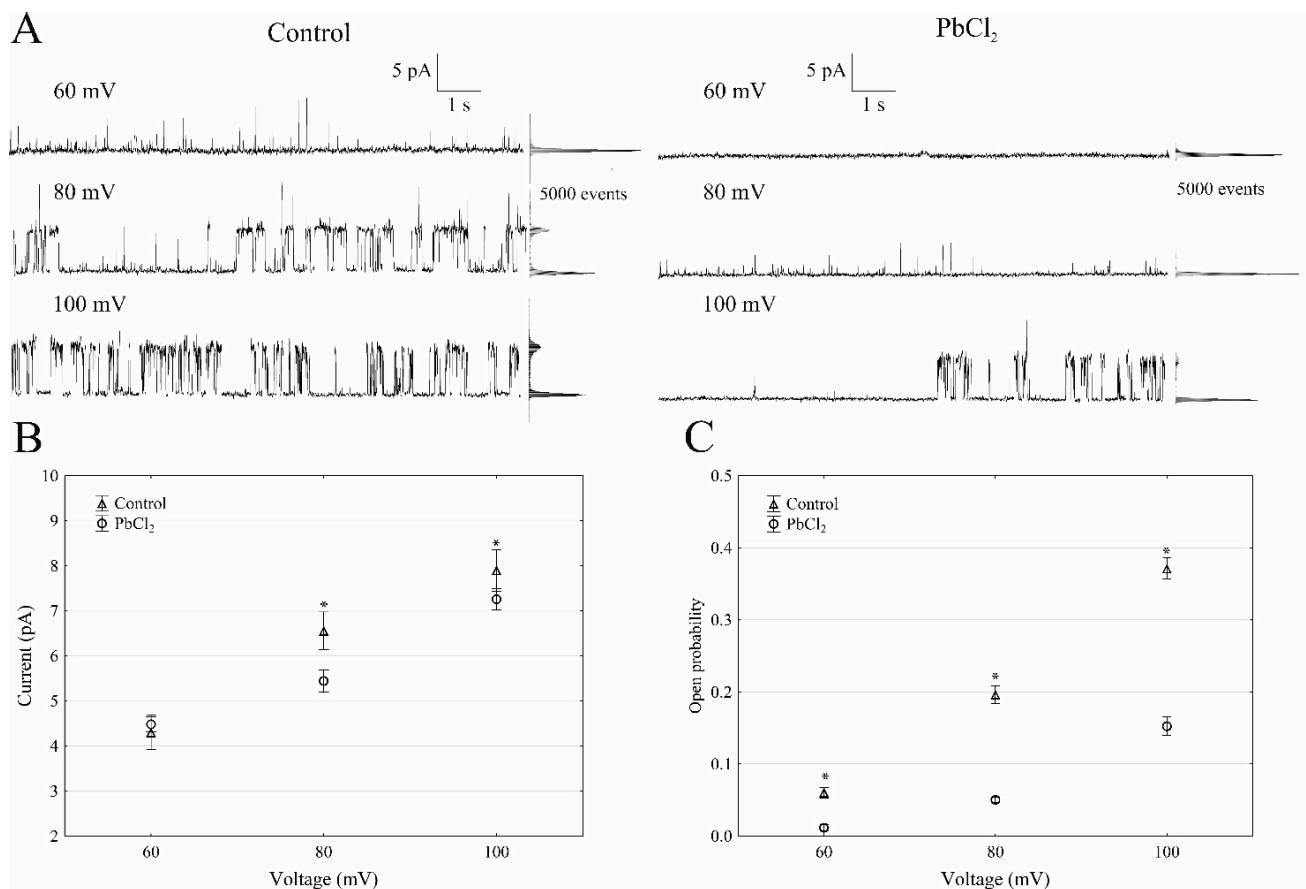 A
Control
PbCl₂
5 pA
1 s
60 mV
5 pA
1 s
60 mV
80 mV
5000 events
80 mV
5000 events
100 mV
100 mV
B
C
10
9
8
7
6
5
4
3
2
Current (pA)
Control
PbCl₂
*
*
60
80
100
Voltage (mV)
0.5
0.4
0.3
0.2
0.1
0.0
Open probability
Control
PbCl₂
*
*
*
60
80
100
Voltage (mV)